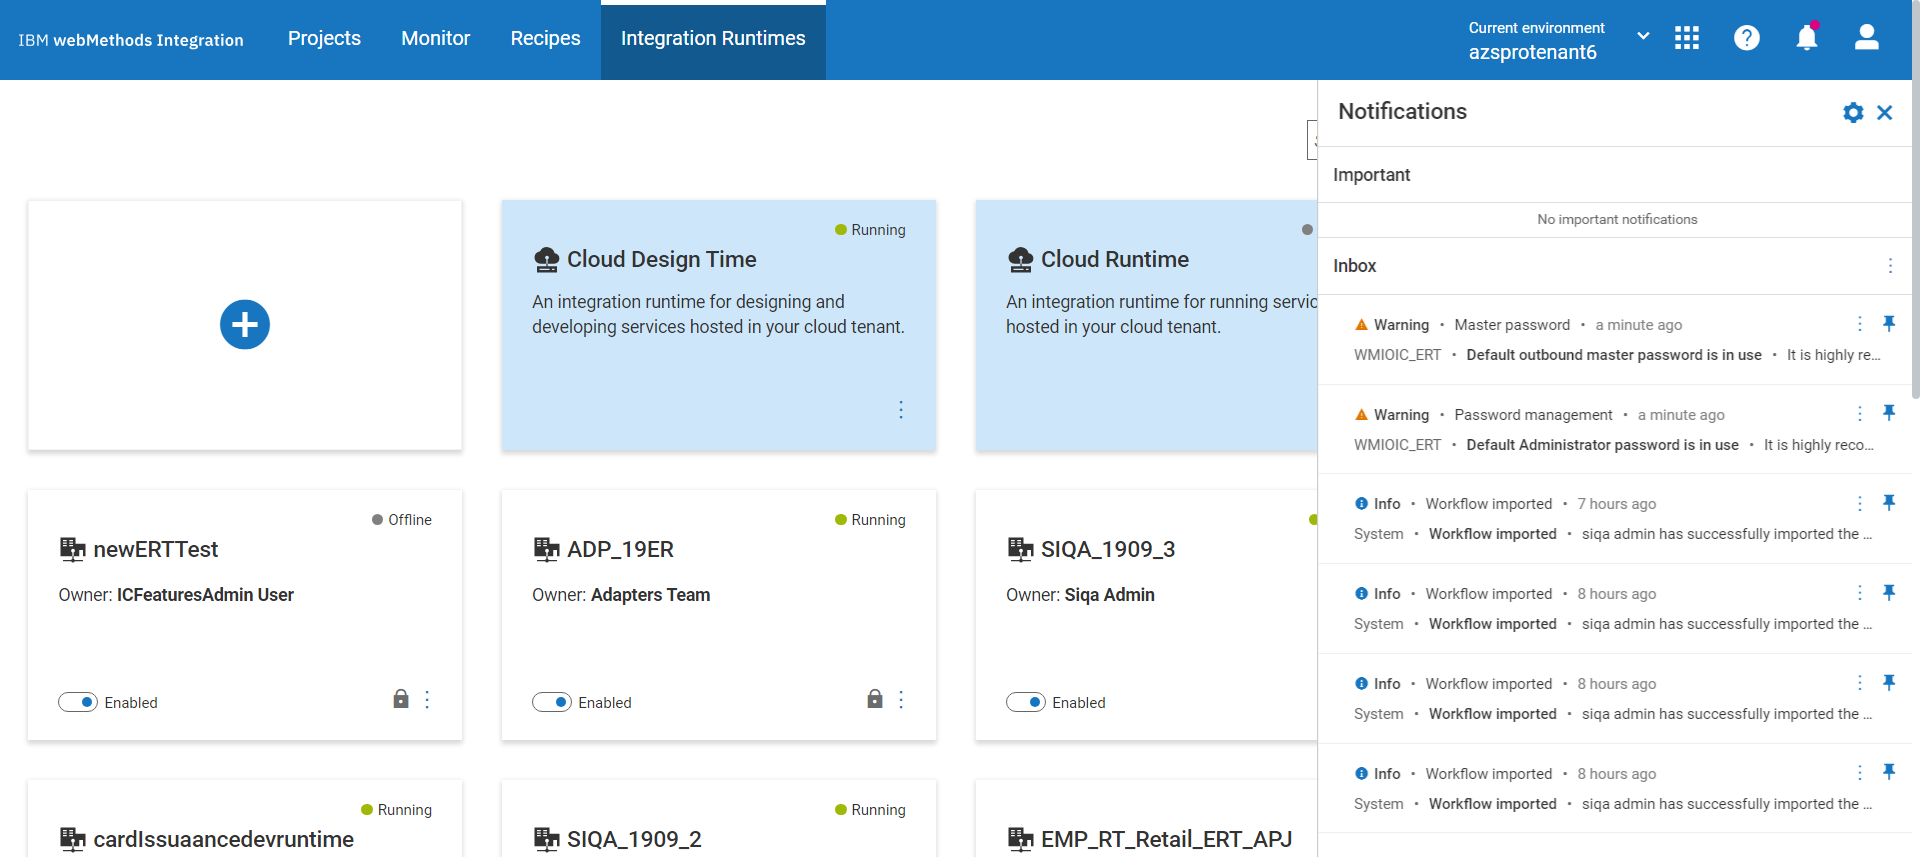 IBM webMethods Integration
Projects
Monitor
Recipes
Integration Runtimes
Current environment
azsprotenant6
Notifications
Important
No important notifications
Inbox
Warning • Master password • a minute ago
WMIOIC_ERT • Default outbound master password is in use • It is highly re...
Warning • Password management • a minute ago
WMIOIC_ERT • Default Administrator password is in use • It is highly reco...
Info • Workflow imported • 7 hours ago
System • Workflow imported • siqa admin has successfully imported the ...
Info • Workflow imported • 8 hours ago
System • Workflow imported • siqa admin has successfully imported the ...
Info • Workflow imported • 8 hours ago
System • Workflow imported • siqa admin has successfully imported the ...
Info • Workflow imported • 8 hours ago
System • Workflow imported • siqa admin has successfully imported the ...
Running
Cloud Design Time
An integration runtime for designing and
developing services hosted in your cloud tenant.
Cloud Runtime
An integration runtime for running servic
hosted in your cloud tenant.
Offline
newERTTest
Owner: ICFeaturesAdmin User
Enabled
Running
ADP_19ER
Owner: Adapters Team
Enabled
SIQA_1909_3
Owner: Siqa Admin
Enabled
Running
cardIssuaancedevruntime
Running
SIQA_1909_2
EMP_RT_Retail_ERT_APJ